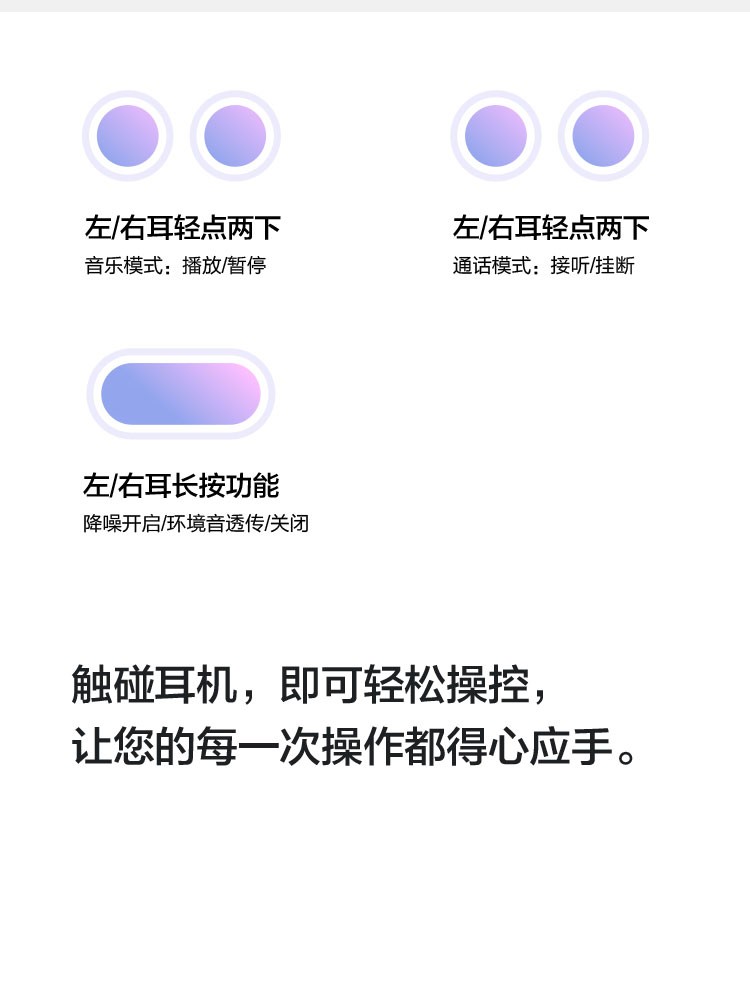 左/右耳轻点两下
音乐模式：播放/暂停
左/右耳轻点两下
通话模式：接听/挂断
左/右耳长按功能
降噪开启/环境音透传/关闭
触碰耳机，即可轻松操控，
让您的每一次操作都得心应手。